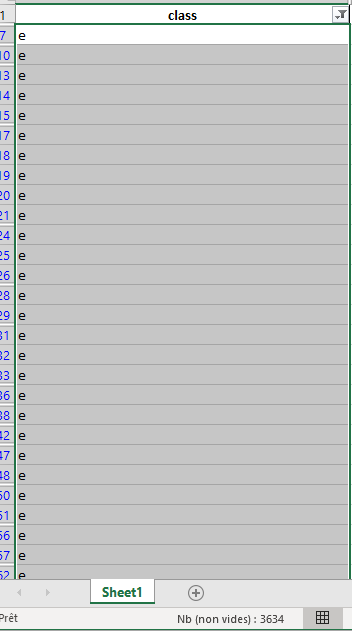 1 class
7 e
10 e
13 e
14 e
15 e
17 e
18 e
19 e
20 e
21 e
24 e
25 e
26 e
28 e
29 e
31 e
32 e
33 e
36 e
38 e
42 e
47 e
48 e
50 e
51 e
56 e
57 e
62 e
Sheet1
Prêt Nb (non vides) : 3634